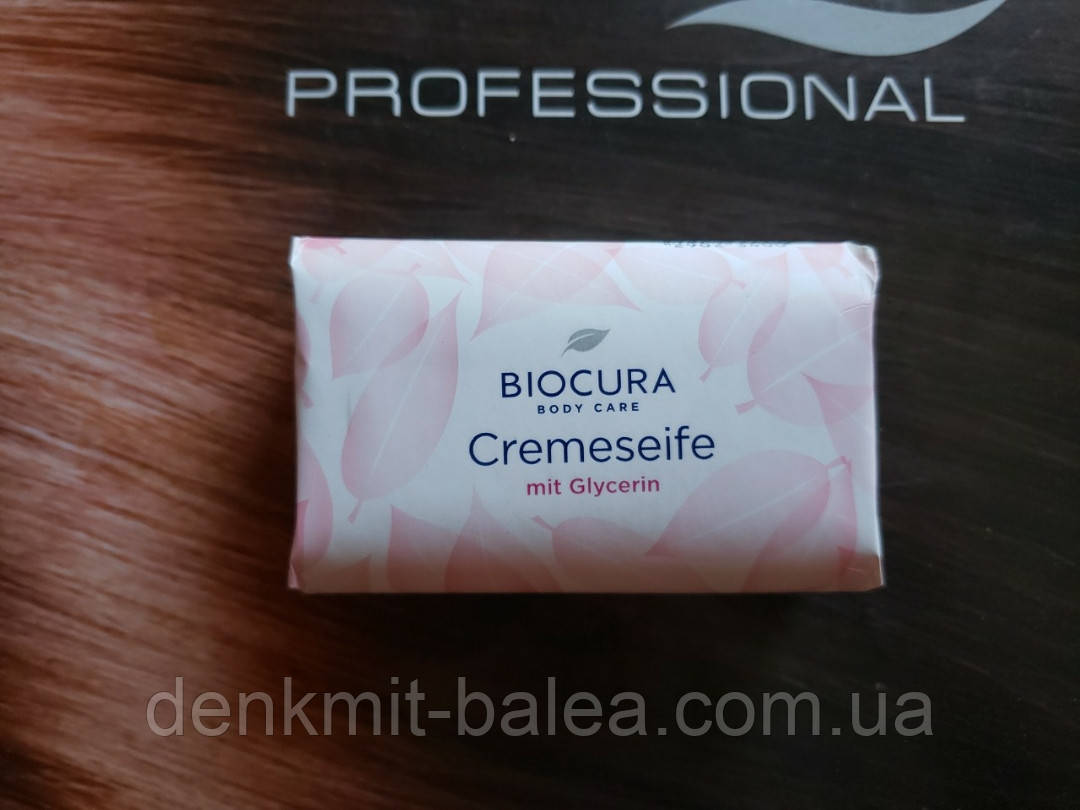 PROFESSIONAL
BIOCURA
BODY CARE
Cremeseife
mit Glycerin
denkmit-balea.com.ua